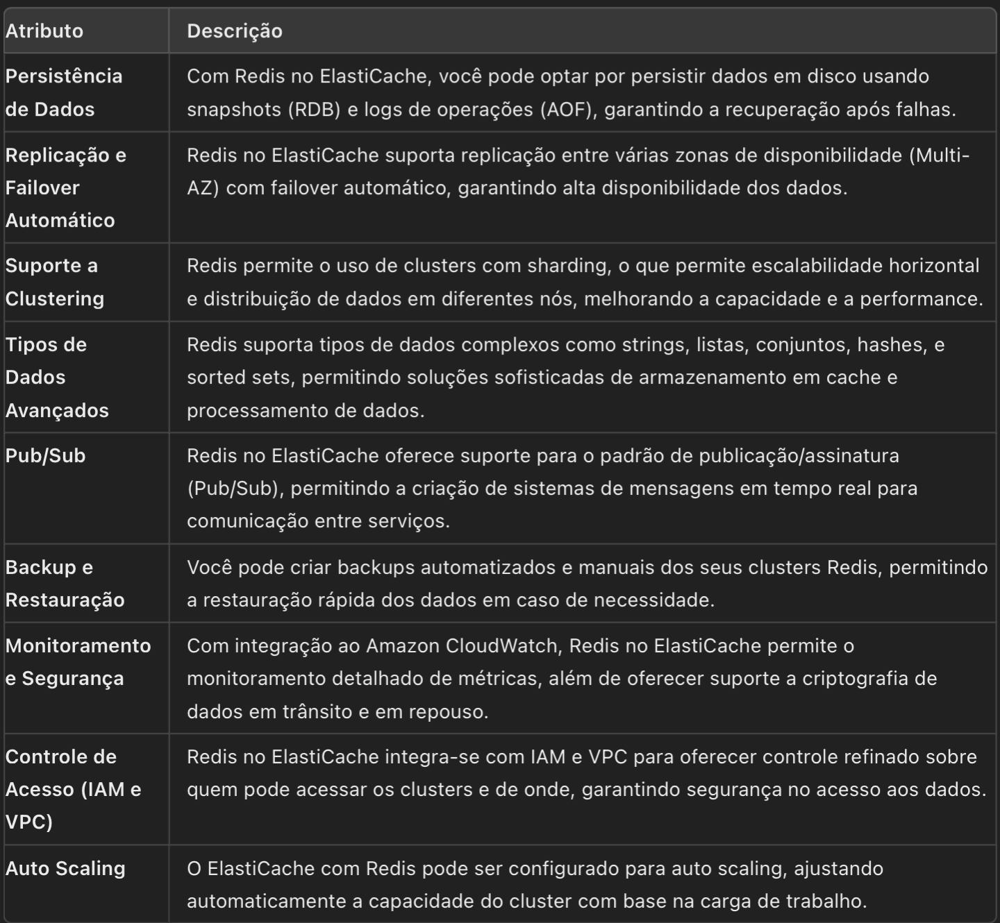 Atributo
Descrição
Persistência
de Dados
Com Redis no ElastiCache, você pode optar por persistir dados em disco usando
snapshots (RDB) e logs de operações (AOF), garantindo a recuperação após falhas.
Replicação e
Failover
Automático
Redis no ElastiCache suporta replicação entre várias zonas de disponibilidade (Multi-
AZ) com failover automático, garantindo alta disponibilidade dos dados.
Suporte a
Clustering
Redis permite o uso de clusters com sharding, o que permite escalabilidade horizontal
e distribuição de dados em diferentes nós, melhorando a capacidade e a performance.
Tipos de
Dados
Avançados
Redis suporta tipos de dados complexos como strings, listas, conjuntos, hashes, e
sorted sets, permitindo soluções sofisticadas de armazenamento em cache e
processamento de dados.
Pub/Sub
Redis no ElastiCache oferece suporte para o padrão de publicação/assinatura
(Pub/Sub), permitindo a criação de sistemas de mensagens em tempo real para
comunicação entre serviços.
Backup e
Restauração
Você pode criar backups automatizados e manuais dos seus clusters Redis, permitindo
a restauração rápida dos dados em caso de necessidade.
Monitoramento
e Segurança
Com integração ao Amazon CloudWatch, Redis no ElastiCache permite o
monitoramento detalhado de métricas, além de oferecer suporte a criptografia de
dados em trânsito e em repouso.
Controle de
Acesso (IAM e
VPC)
Redis no ElastiCache integra-se com IAM e VPC para oferecer controle refinado sobre
quem pode acessar os clusters e de onde, garantindo segurança no acesso aos dados.
Auto Scaling
O ElastiCache com Redis pode ser configurado para auto scaling, ajustando
automaticamente a capacidade do cluster com base na carga de trabalho.